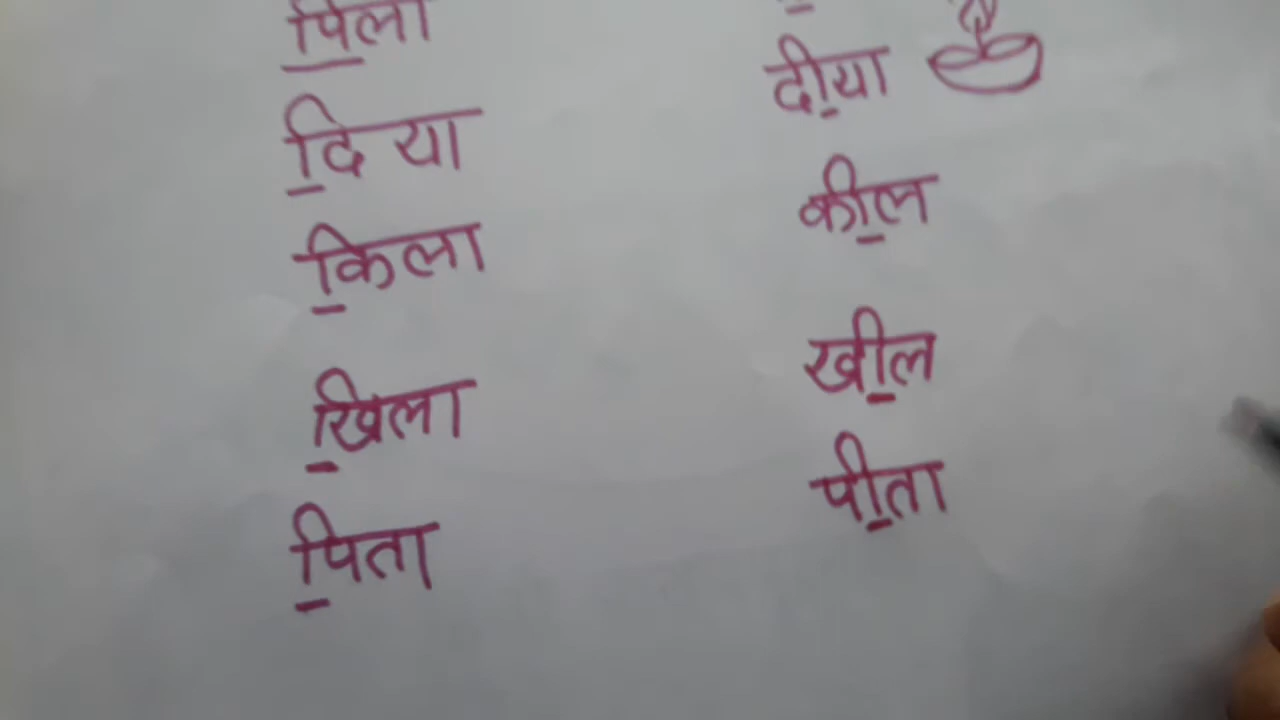 पिला
दिया दीया
किला कील
खिला खील
पिता पीता